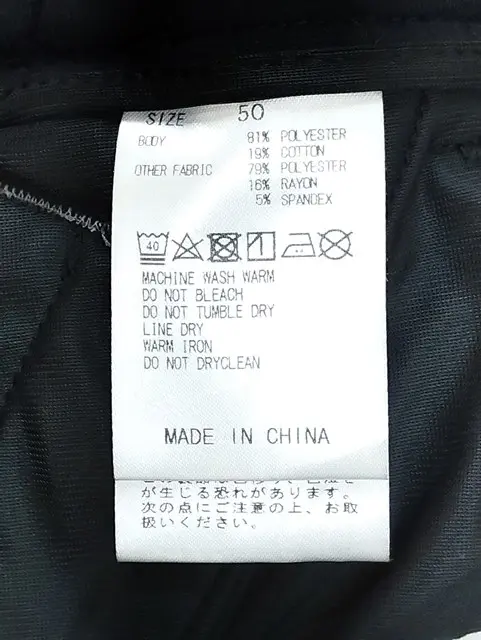 SIZE 50
BODY 81% POLYESTER
19% COTTON
OTHER FABRIC 79% POLYESTER
16% RAYON
5% SPANDEX
40
MACHINE WASH WARM
DO NOT BLEACH
DO NOT TUMBLE DRY
LINE DRY
WARM IRON
DO NOT DRYCLEAN
MADE IN CHINA
が生じる恐れがあります。
次の点にご注意の上、お取
扱いください。